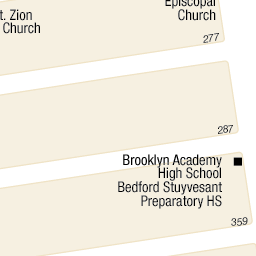 Episcopal
Church
t. Zion
Church
277
287
Brooklyn Academy
High School
Bedford Stuyvesant
Preparatory HS
359